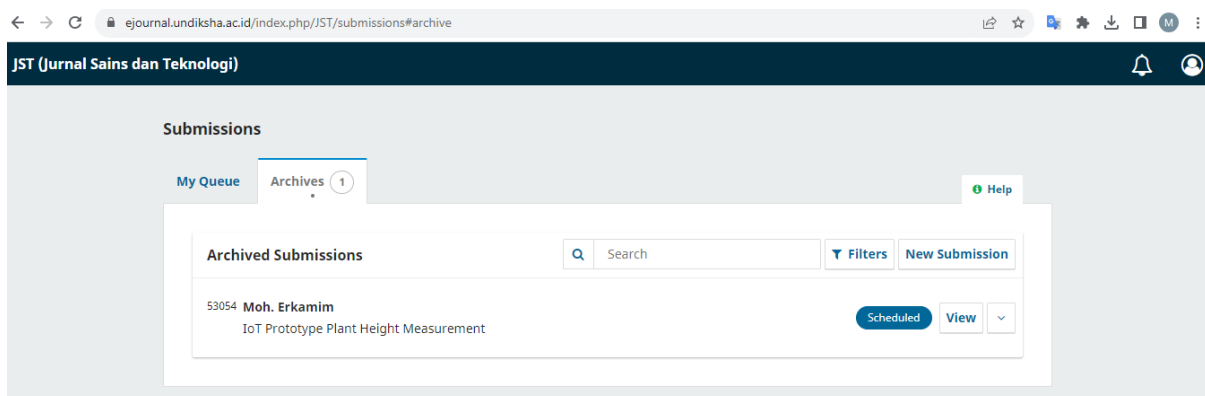 ejournal.undiksha.ac.id/index.php/JST/submissions#archive
M
JST (Jurnal Sains dan Teknologi)
Submissions
My Queue
Archives 1
Help
Archived Submissions
Search
Filters
New Submission
53054 Moh. Erkamim
Scheduled
View
IoT Prototype Plant Height Measurement